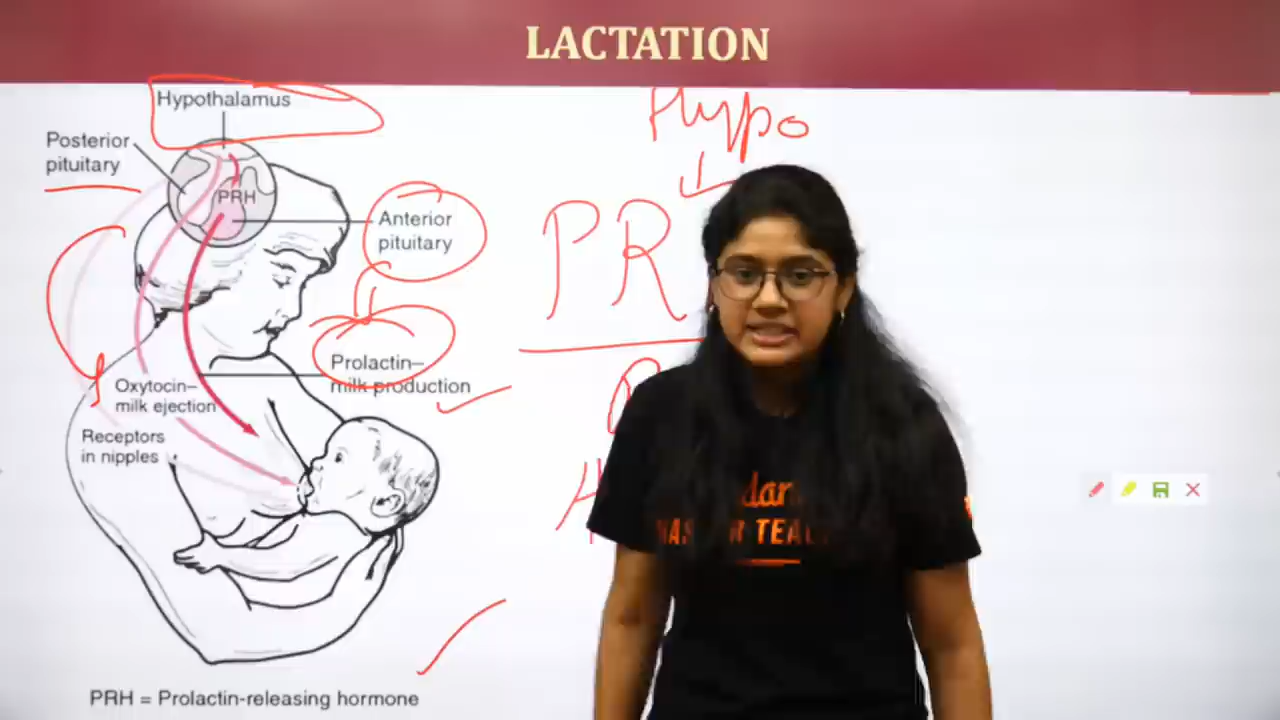 LACTATION
Hypothalamus
Posterior
pituitary
PRH
Anterior
pituitary
Prolactin–
milk production
Oxytocin–
milk ejection
Receptors
in nipples
PRH = Prolactin-releasing hormone
Hypo
PR